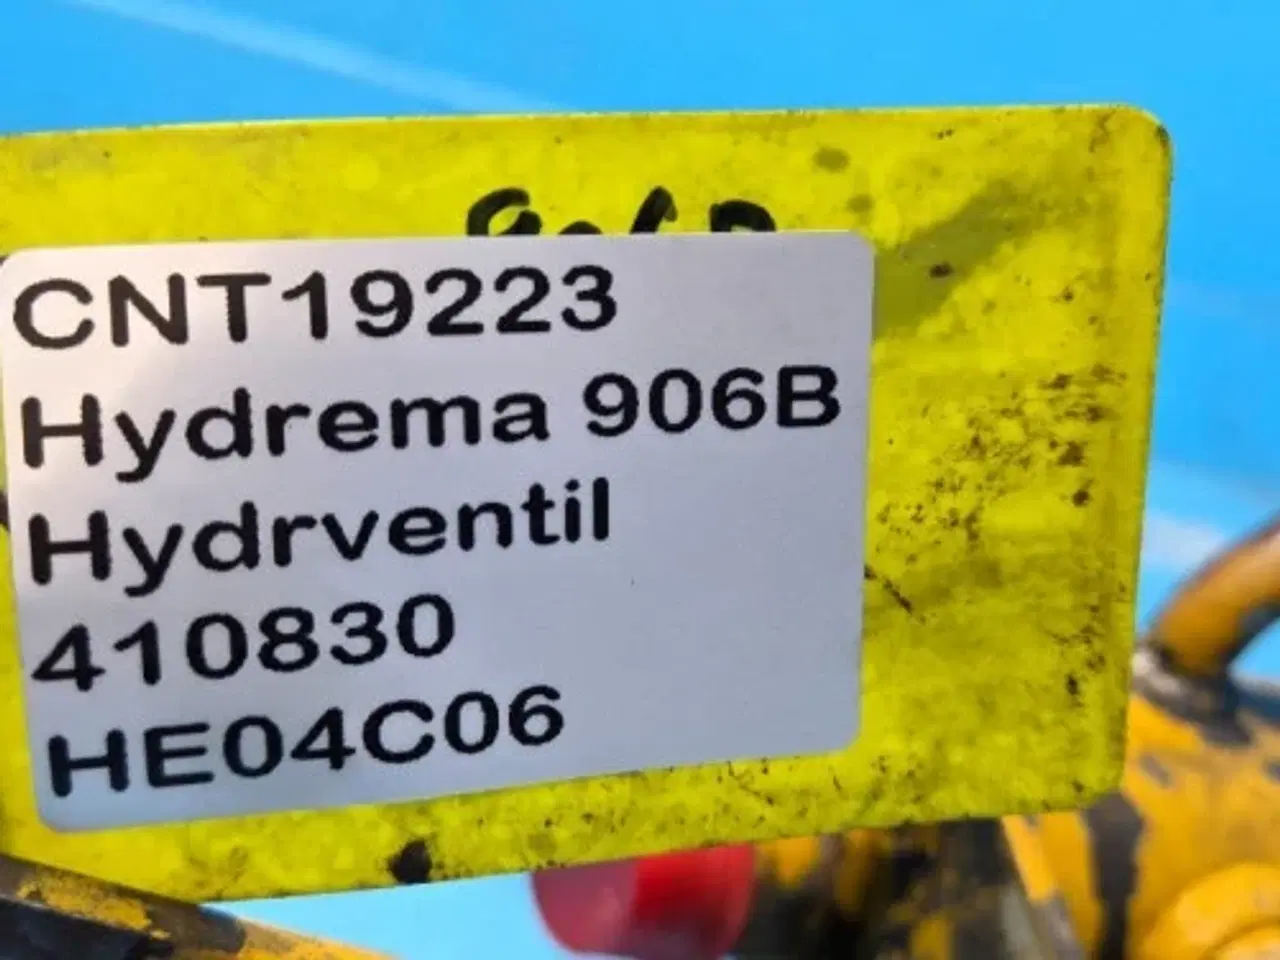 CNT19223
Hydrema 906B
Hydrventil
410830
HE04C06